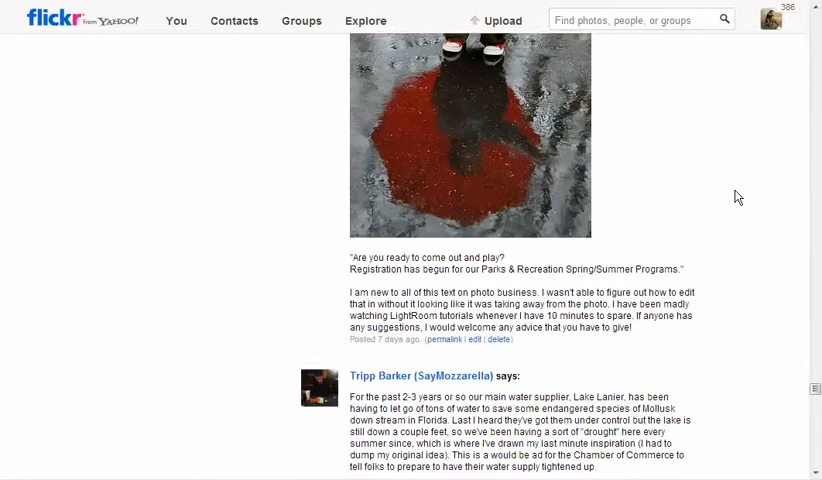 flickr from YAHOO! You Contacts Groups Explore Upload Find photos, people, or groups 386
"Are you ready to come out and play?
Registration has begun for our Parks & Recreation Spring/Summer Programs."
I am new to all of this text on photo business. I wasn't able to figure out how to edit
that in without it looking like it was taking away from the photo. I have been madly
watching LightRoom tutorials whenever I have 10 minutes to spare. If anyone has
any suggestions, I would welcome any advice that you have to give!
Posted 7 days ago. (permalink | edit | delete)
Tripp Barker (SayMozzarella) says:
For the past 2-3 years or so our main water supplier, Lake Lanier, has been
having to let go of tons of water to save some endangered species of Mollusk
down stream in Florida. Last I heard they've got them under control but the lake is
still down a couple feet, so we've been having a sort of "drought" here every
summer since, which is where I've drawn my last minute inspiration (I had to
dump my original idea). This is a would be ad for the Chamber of Commerce to
tell folks to prepare to have their water supply tightened up.